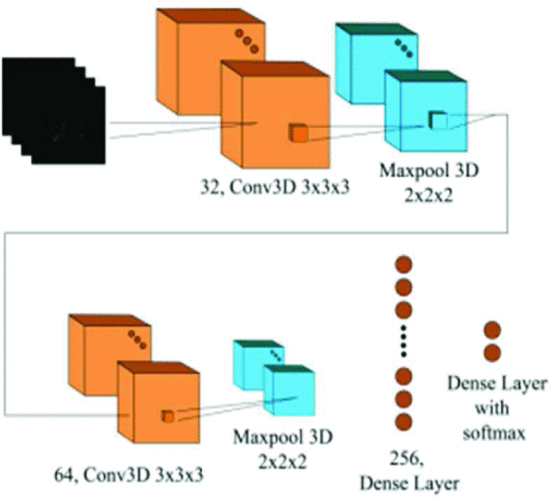 32, Conv3D 3x3x3
Maxpool 3D
2x2x2
64, Conv3D 3x3x3
Maxpool 3D
2x2x2
256,
Dense Layer
Dense Layer
with
softmax